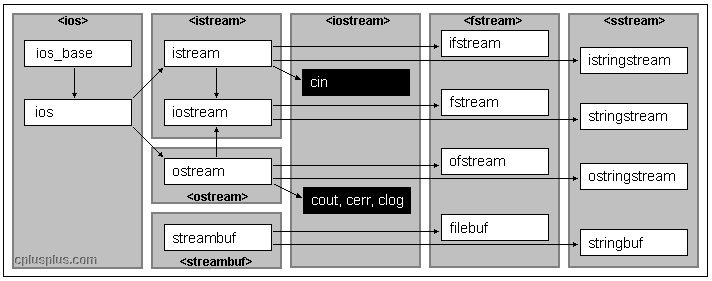 <ios>
<istream>
<iostream>
<fstream>
<sstream>
ios_base
istream
ifstream
istringstream
cin
ios
iostream
fstream
stringstream
ostream
ofstream
ostringstream
<ostream>
cout, cerr, clog
streambuf
filebuf
stringbuf
<streambuf>
cplusplus.com